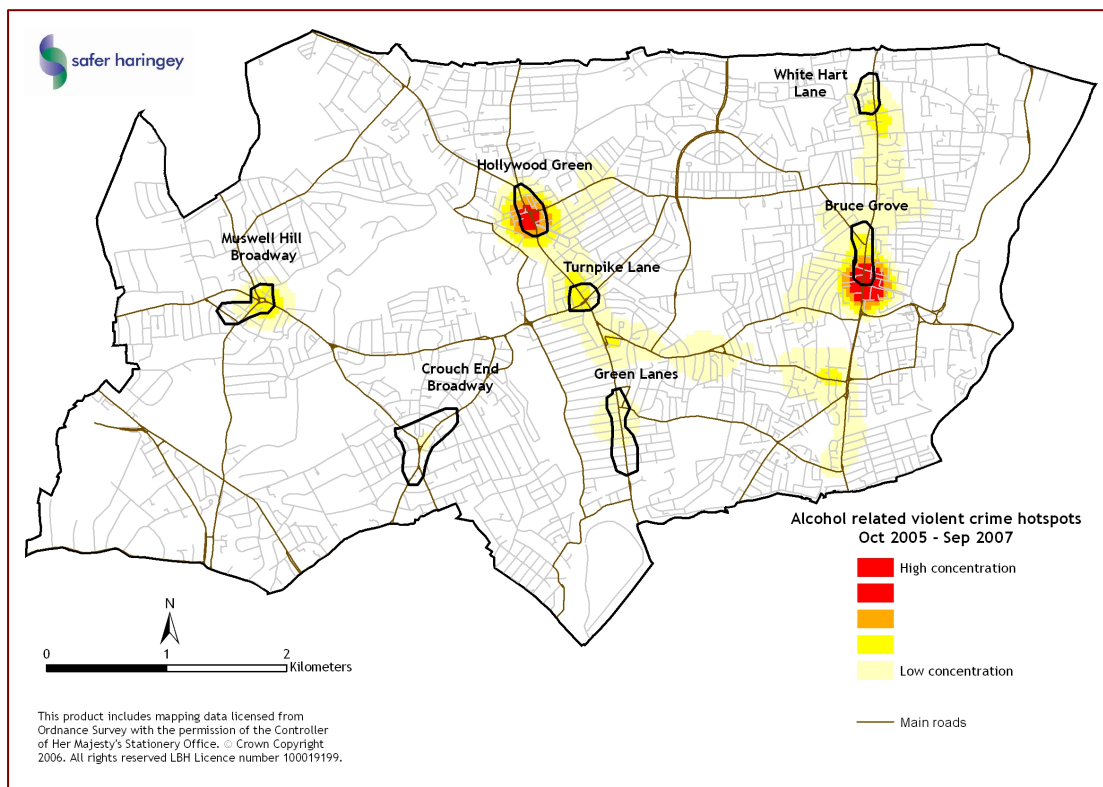 safer haringey
White Hart
Lane
Hollywood Green
Bruce Grove
Muswell Hill
Broadway
Turnpike Lane
Crouch End
Broadway
Green Lanes
Alcohol related violent crime hotspots
Oct 2005 - Sep 2007
High concentration
Low concentration
Main roads
N
0 1 2
Kilometers
This product includes mapping data licensed from
Ordnance Survey with the permission of the Controller
of Her Majesty's Stationery Office. © Crown Copyright
2006. All rights reserved LBH Licence number 100019199.